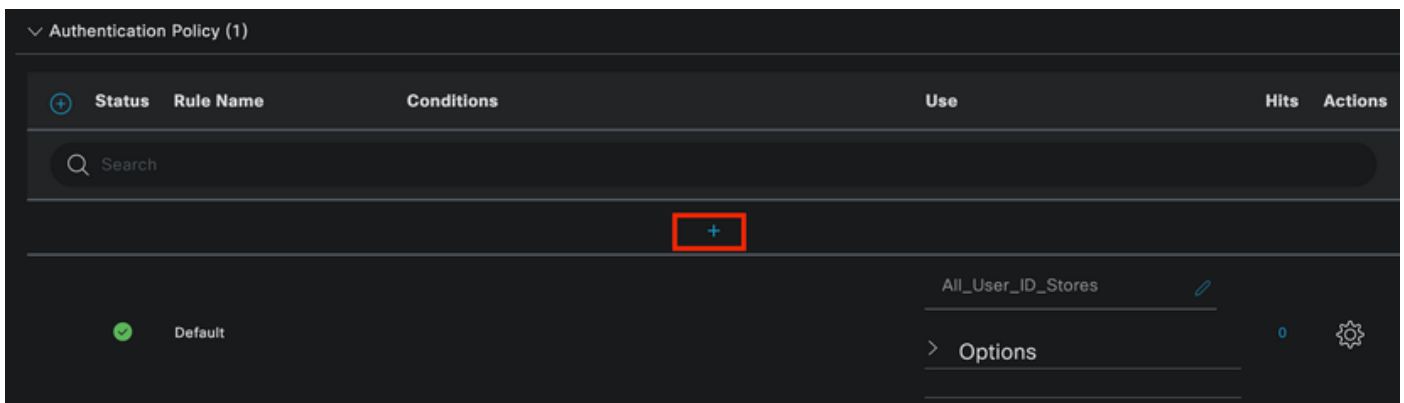 Authentication Policy (1)
Status Rule Name Conditions Use Hits Actions
Search
All_User_ID_Stores
Default 0
Options